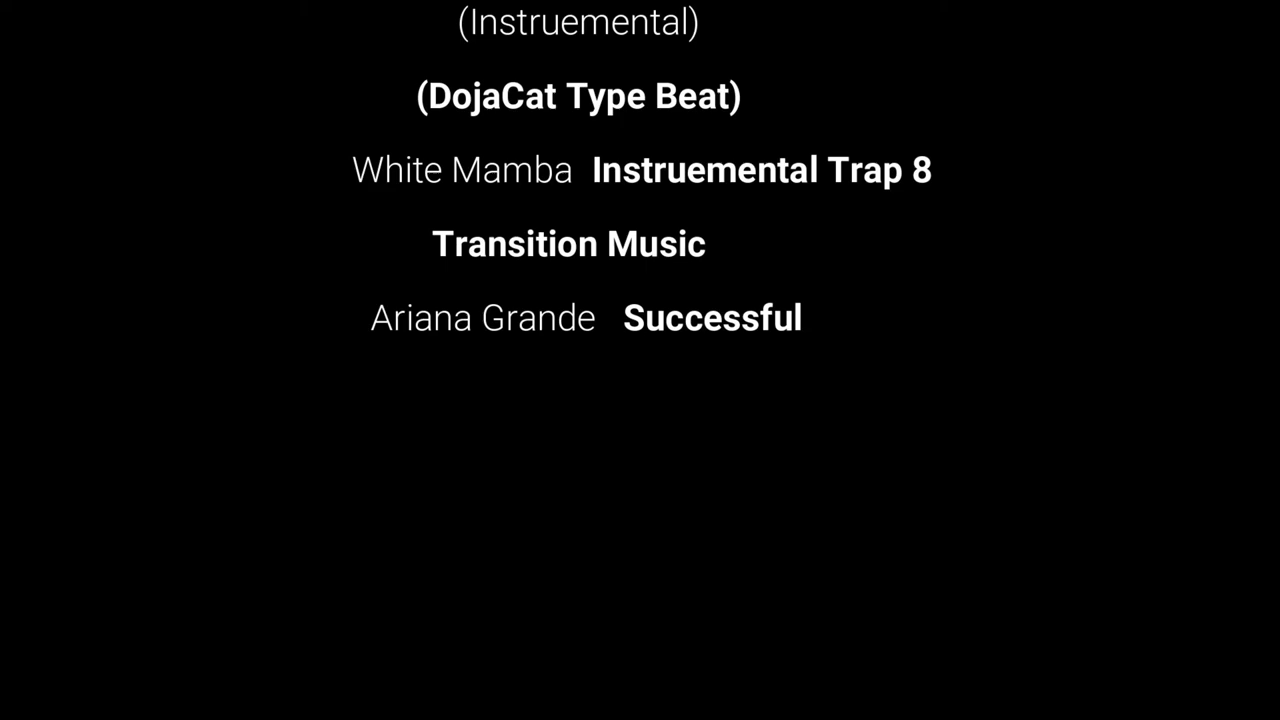 (Instruemental)
(DojaCat Type Beat)
White Mamba Instruemental Trap 8
Transition Music
Ariana Grande Successful